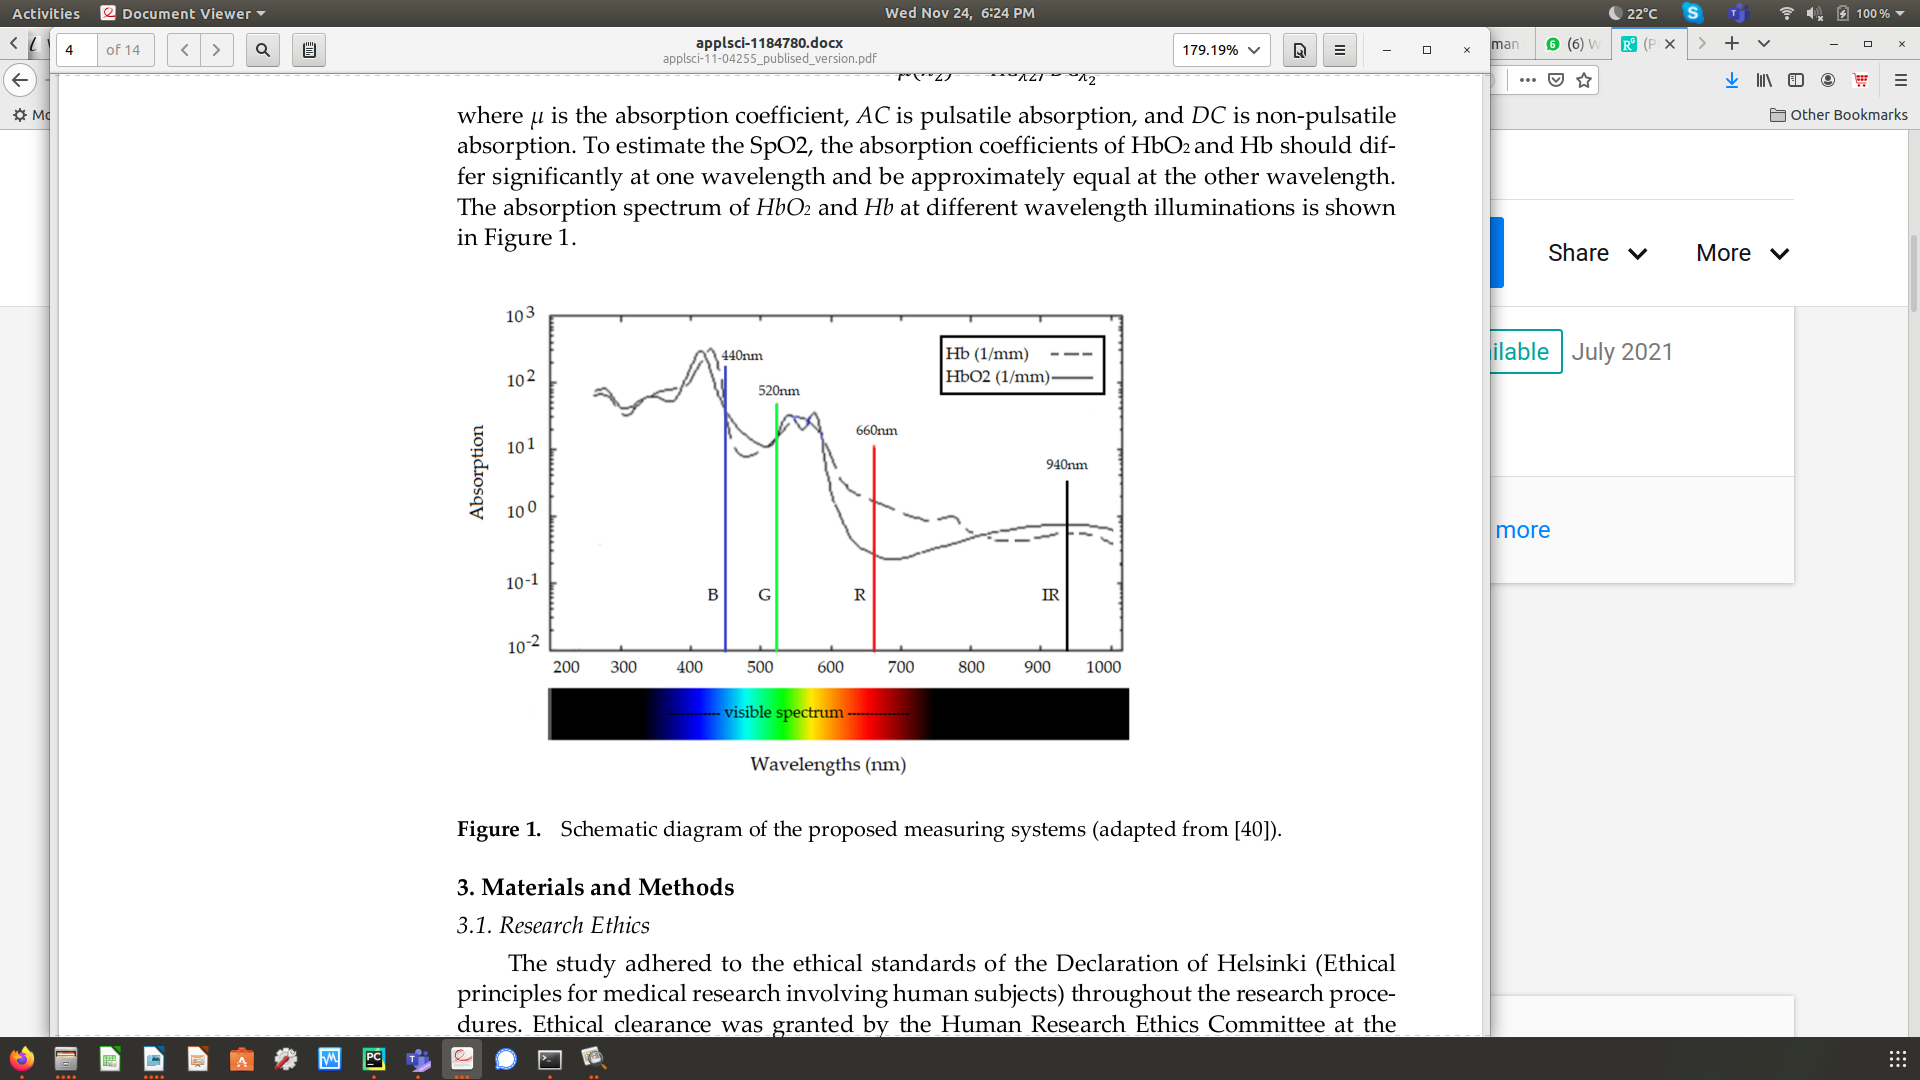 Activities
Document Viewer
Wed Nov 24, 6:24 PM
22°C
100 %
4
of 14
applsci-1184780.docx
applsci-11-04255_publised_version.pdf
179.19%
man
(6) W
(P
Other Bookmarks
where μ is the absorption coefficient, AC is pulsatile absorption, and DC is non-pulsatile
absorption. To estimate the SpO2, the absorption coefficients of HbO2 and Hb should dif-
fer significantly at one wavelength and be approximately equal at the other wavelength.
The absorption spectrum of HbO2 and Hb at different wavelength illuminations is shown
in Figure 1.
Share
More
ilable
July 2021
more
10^3
10^2
10^1
10^0
10^-1
10^-2
Absorption
440nm
520nm
660nm
940nm
Hb (1/mm)
HbO2 (1/mm)
B
G
R
IR
200 300 400 500 600 700 800 900 1000
visible spectrum
Wavelengths (nm)
Figure 1. Schematic diagram of the proposed measuring systems (adapted from [40]).
3. Materials and Methods
3.1. Research Ethics
The study adhered to the ethical standards of the Declaration of Helsinki (Ethical
principles for medical research involving human subjects) throughout the research proce-
dures. Ethical clearance was granted by the Human Research Ethics Committee at the